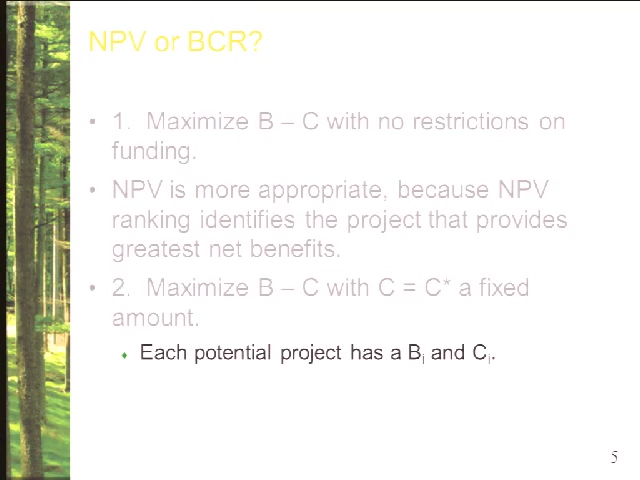 NPV or BCR?
• 1. Maximize B – C with no restrictions on
funding.
• NPV is more appropriate, because NPV
ranking identifies the project that provides
greatest net benefits.
• 2. Maximize B – C with C = C* a fixed
amount.
♦ Each potential project has a Bᵢ and Cᵢ.
5